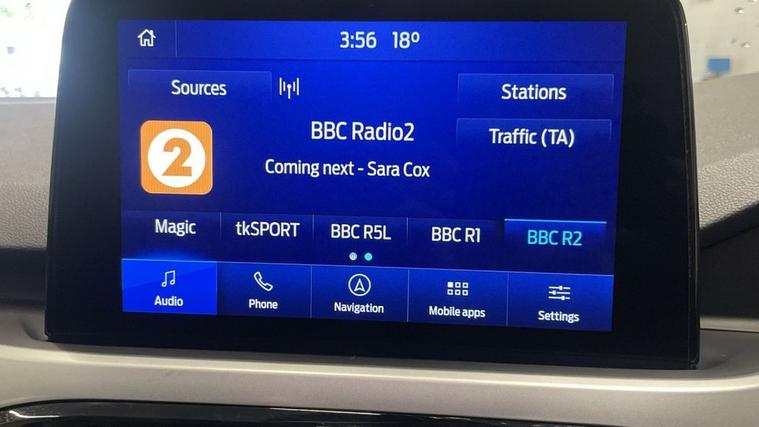 3:56 18º
Sources
Stations
BBC Radio2
Traffic (TA)
2
Coming next - Sara Cox
Magic tkSPORT BBC R5L BBC R1 BBC R2
Audio Phone Navigation Mobile apps Settings